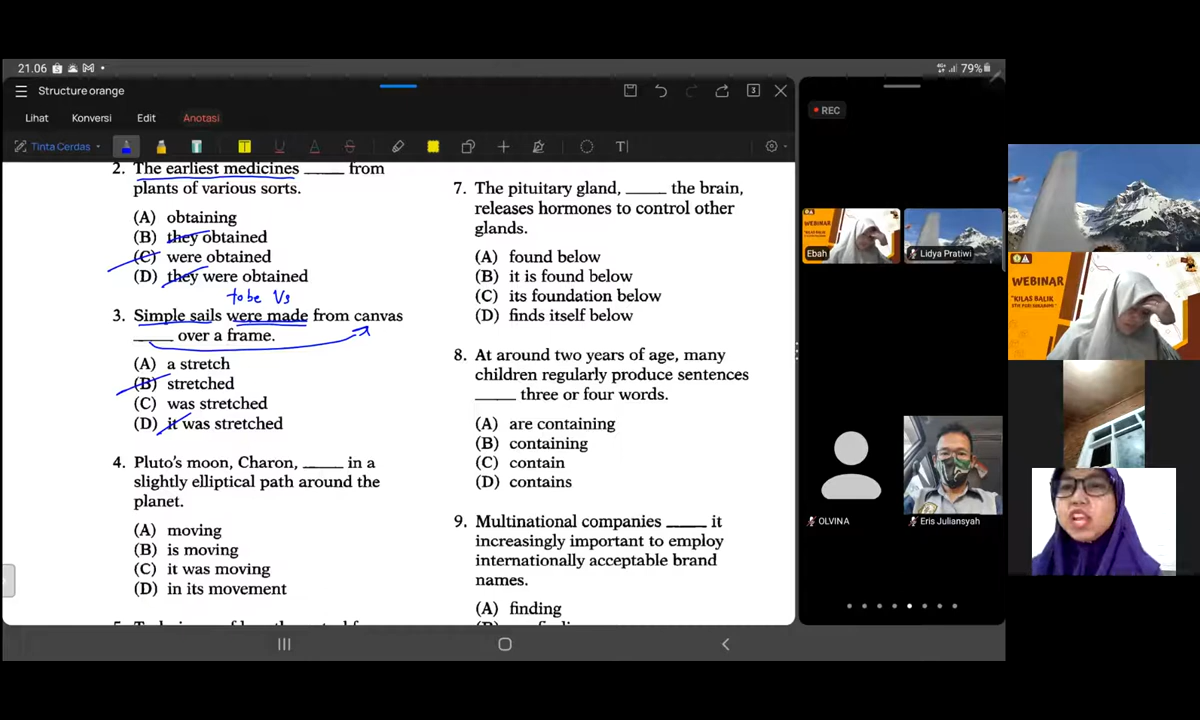 21.06
79%
Structure orange
3
Lihat
Konversi
Edit
Anotasi
Tinta Cerdas
2. The earliest medicines _____ from
plants of various sorts.
(A) obtaining
(B) they obtained
(C) were obtained
(D) they were obtained
to be V3
3. Simple sails were made from canvas
_____ over a frame.
(A) a stretch
(B) stretched
(C) was stretched
(D) it was stretched
4. Pluto's moon, Charon, _____ in a
slightly elliptical path around the
planet.
(A) moving
(B) is moving
(C) it was moving
(D) in its movement
7. The pituitary gland, _____ the brain,
releases hormones to control other
glands.
(A) found below
(B) it is found below
(C) its foundation below
(D) finds itself below
8. At around two years of age, many
children regularly produce sentences
_____ three or four words.
(A) are containing
(B) containing
(C) contain
(D) contains
9. Multinational companies _____ it
increasingly important to employ
internationally acceptable brand
names.
(A) finding
REC
WEBINAR
Ebah
Lidya Pratiwi
OLVINA
Eris Juliansyah
WEBINAR
"KILAS BALIK